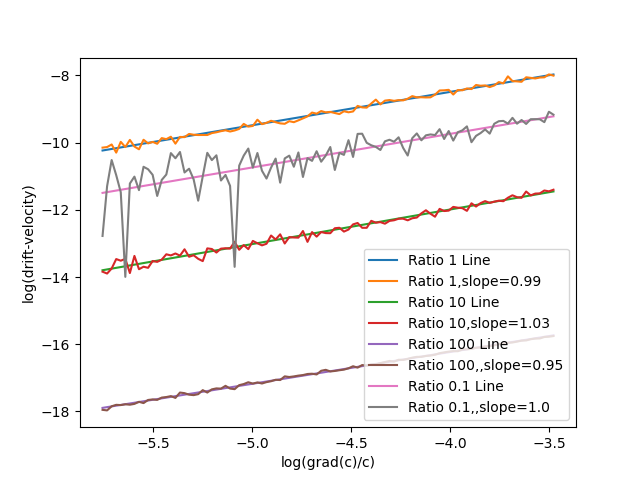 −8
−10
−12
−14
−16
−18
log(drift-velocity)
−5.5
−5.0
−4.5
−4.0
−3.5
log(grad(c)/c)
Ratio 1 Line
Ratio 1,slope=0.99
Ratio 10 Line
Ratio 10,slope=1.03
Ratio 100 Line
Ratio 100,,slope=0.95
Ratio 0.1 Line
Ratio 0.1,,slope=1.0